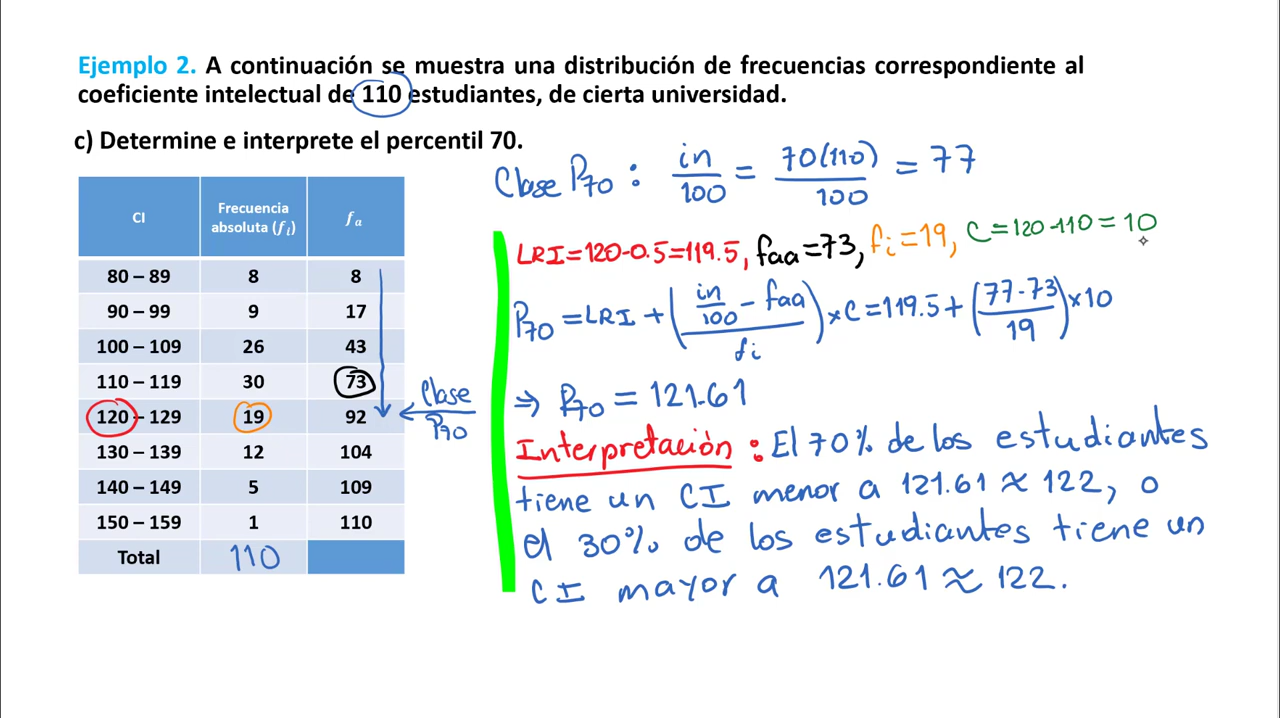 Ejemplo 2. A continuación se muestra una distribución de frecuencias correspondiente al
coeficiente intelectual de 110 estudiantes, de cierta universidad.
c) Determine e interprete el percentil 70.
Clase P₇₀ : in/100 = 70(110)/100 = 77
CI Frecuencia absoluta (fᵢ) fₐ
80 – 89 8 8
90 – 99 9 17
100 – 109 26 43
110 – 119 30 73
120 – 129 19 92
130 – 139 12 104
140 – 149 5 109
150 – 159 1 110
Total 110
Clase
P₇₀
LRI=120-0.5=119.5, faa=73, fᵢ=19, C=120-110=10
P₇₀ = LRI + (in/100 - faa / fᵢ) × C = 119.5 + (77-73 / 19) × 10
⇒ P₇₀ = 121.61
Interpretación : El 70% de los estudiantes
tiene un CI menor a 121.61 ≈ 122, o
el 30% de los estudiantes tiene un
CI mayor a 121.61 ≈ 122.